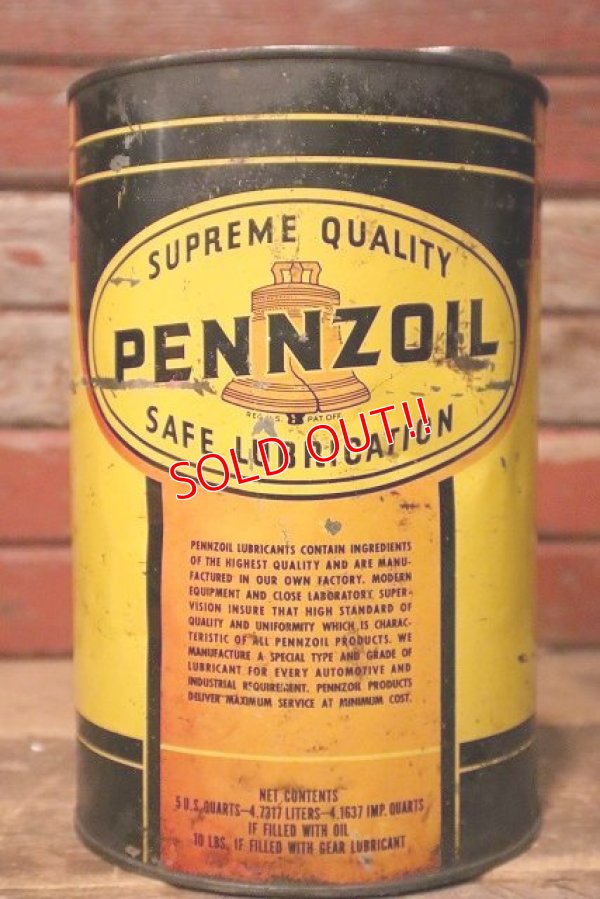 SUPREME QUALITY
PENNZOIL
REG. U.S. PAT. OFF.
SAFE LUBRICATION
SOLD OUT!!
PENNZOIL LUBRICANTS CONTAIN INGREDIENTS
OF THE HIGHEST QUALITY AND ARE MANU-
FACTURED IN OUR OWN FACTORY. MODERN
EQUIPMENT AND CLOSE LABORATORY SUPER-
VISION INSURE THAT HIGH STANDARD OF
QUALITY AND UNIFORMITY WHICH IS CHARAC-
TERISTIC OF ALL PENNZOIL PRODUCTS. WE
MANUFACTURE A SPECIAL TYPE AND GRADE OF
LUBRICANT FOR EVERY AUTOMOTIVE AND
INDUSTRIAL REQUIREMENT. PENNZOIL PRODUCTS
DELIVER MAXIMUM SERVICE AT MINIMUM COST.
NET CONTENTS
5 U.S. QUARTS—4.7317 LITERS—4.1637 IMP. QUARTS
IF FILLED WITH OIL
10 LBS. IF FILLED WITH GEAR LUBRICANT